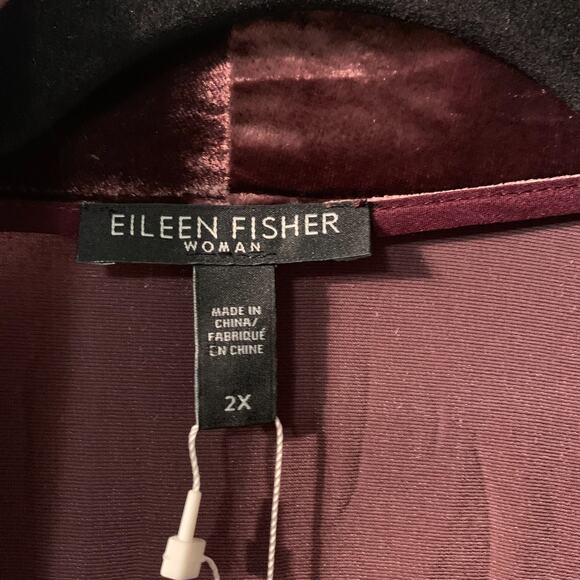 EILEEN FISHER
WOMAN
MADE IN
CHINA/
FABRIQUÉ
EN CHINE
2X